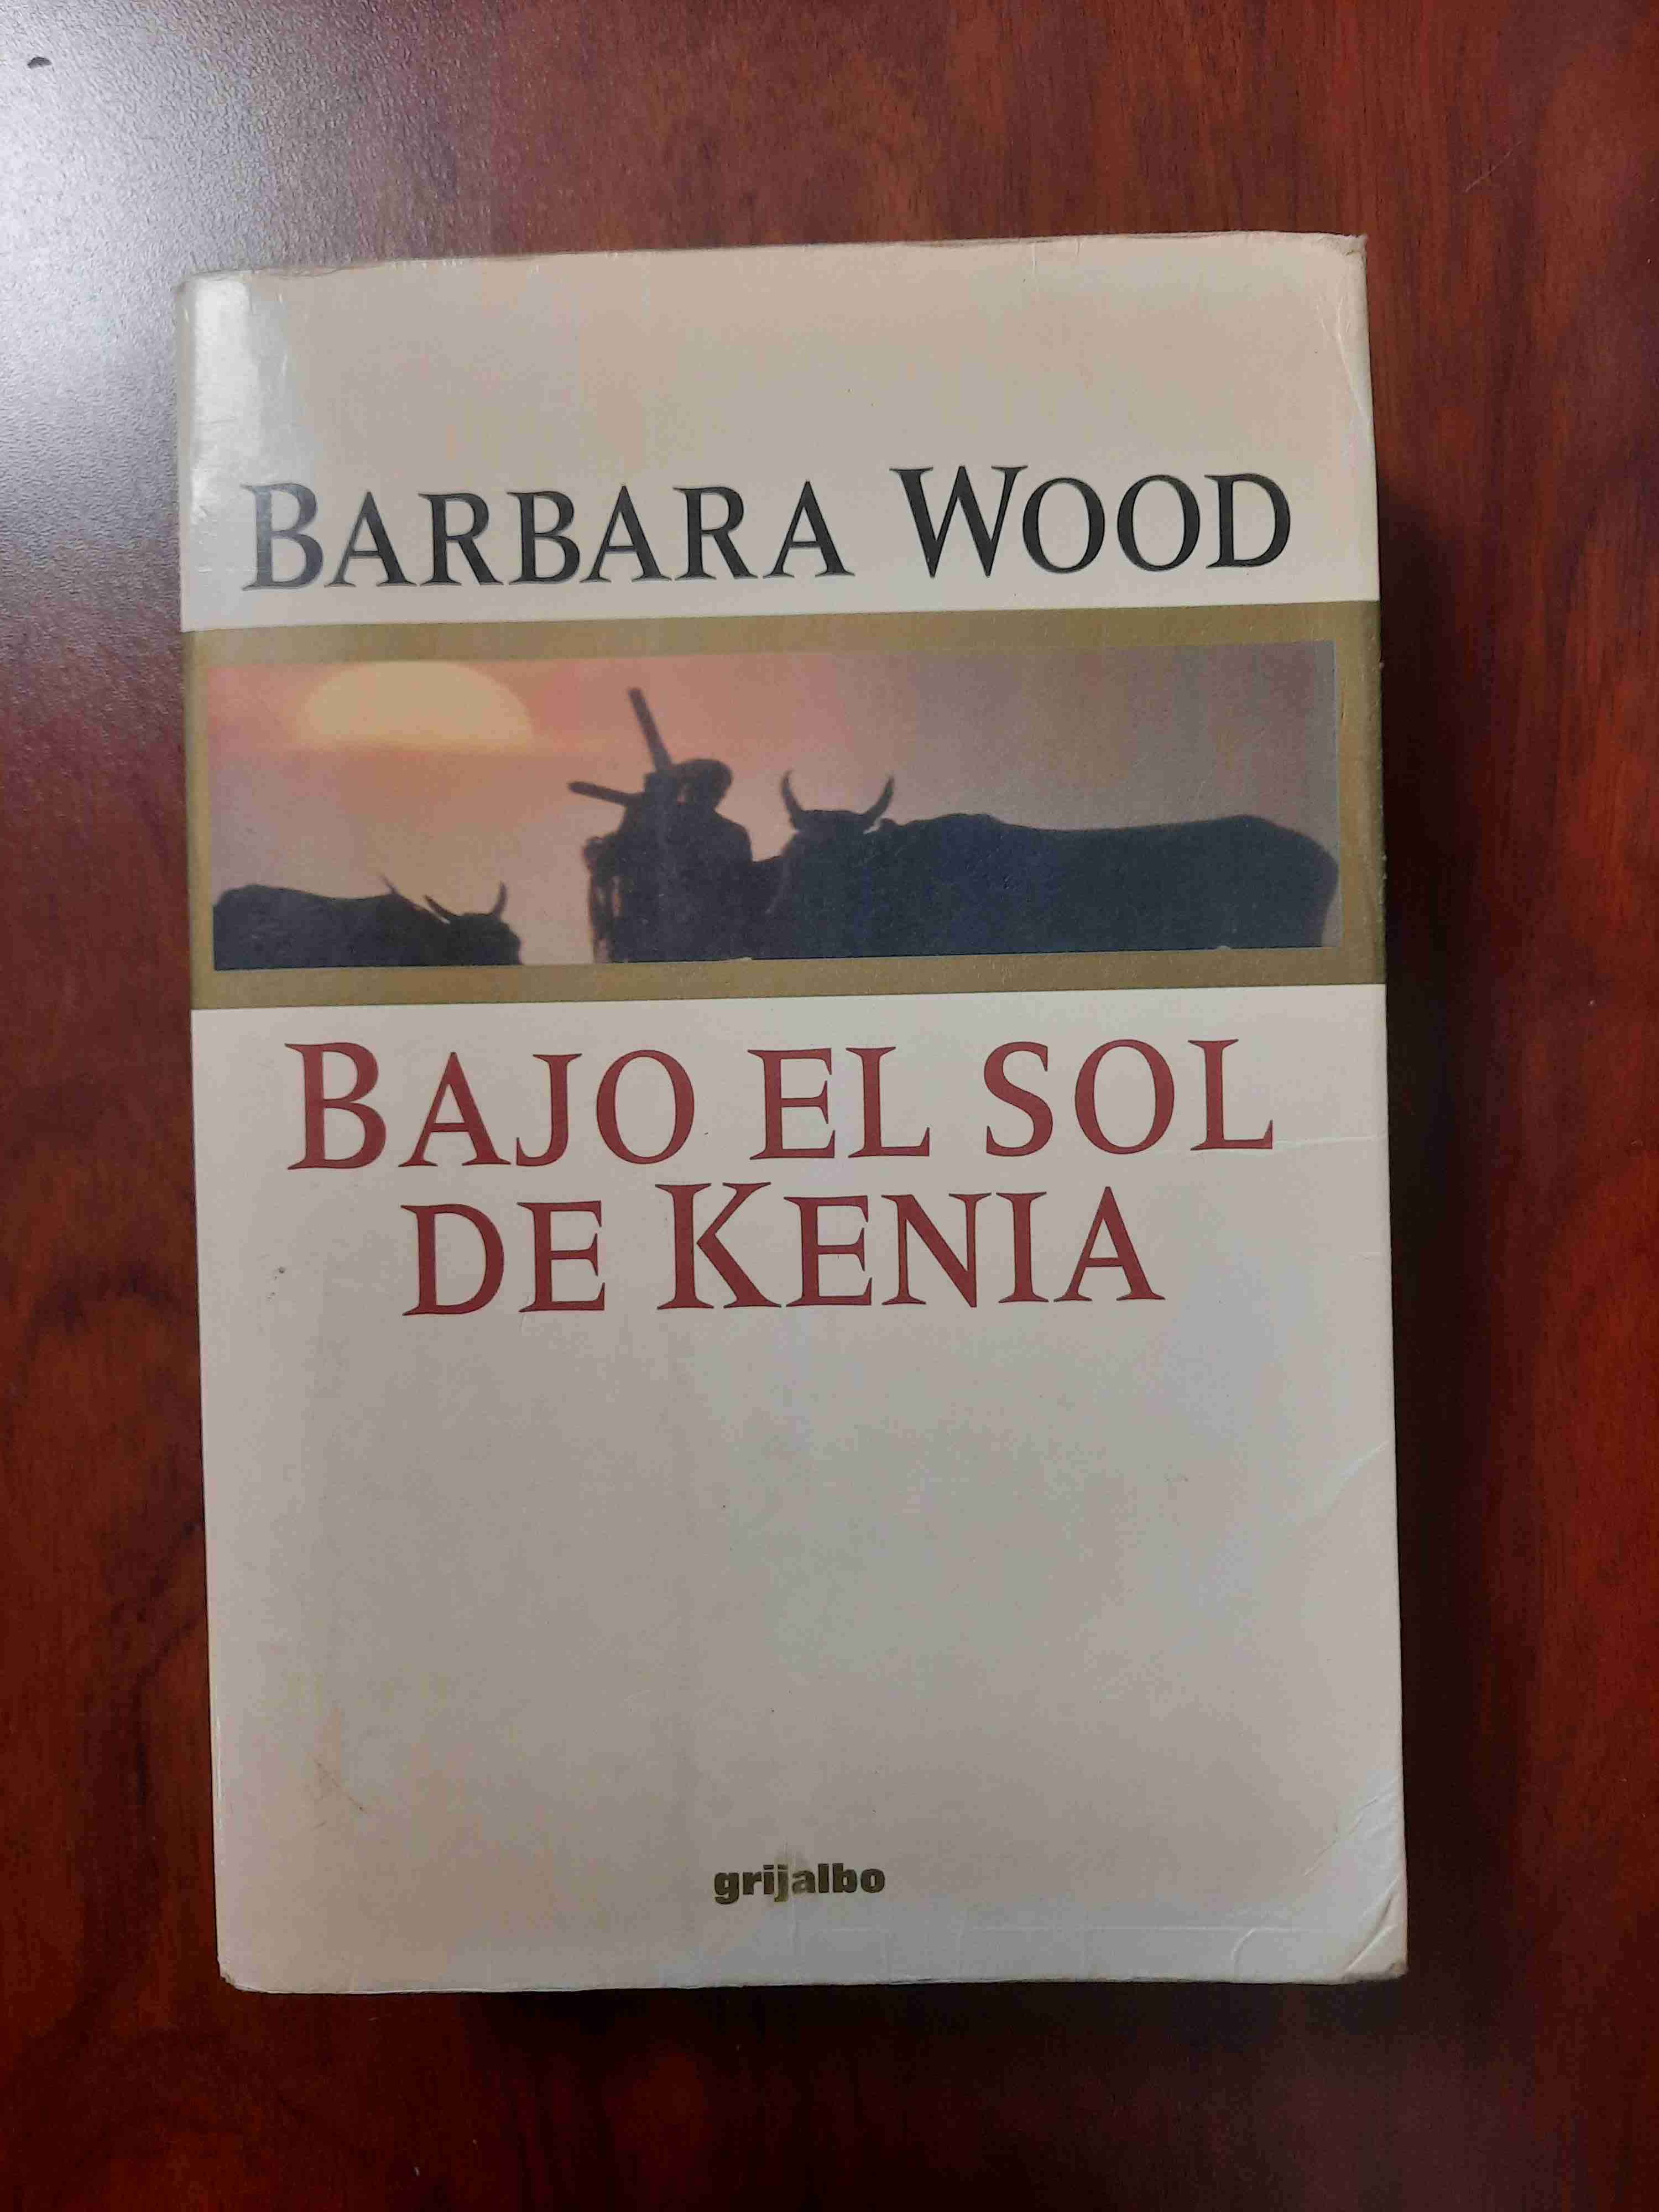 BARBARA WOOD
BAJO EL SOL
DE KENIA
grijalbo